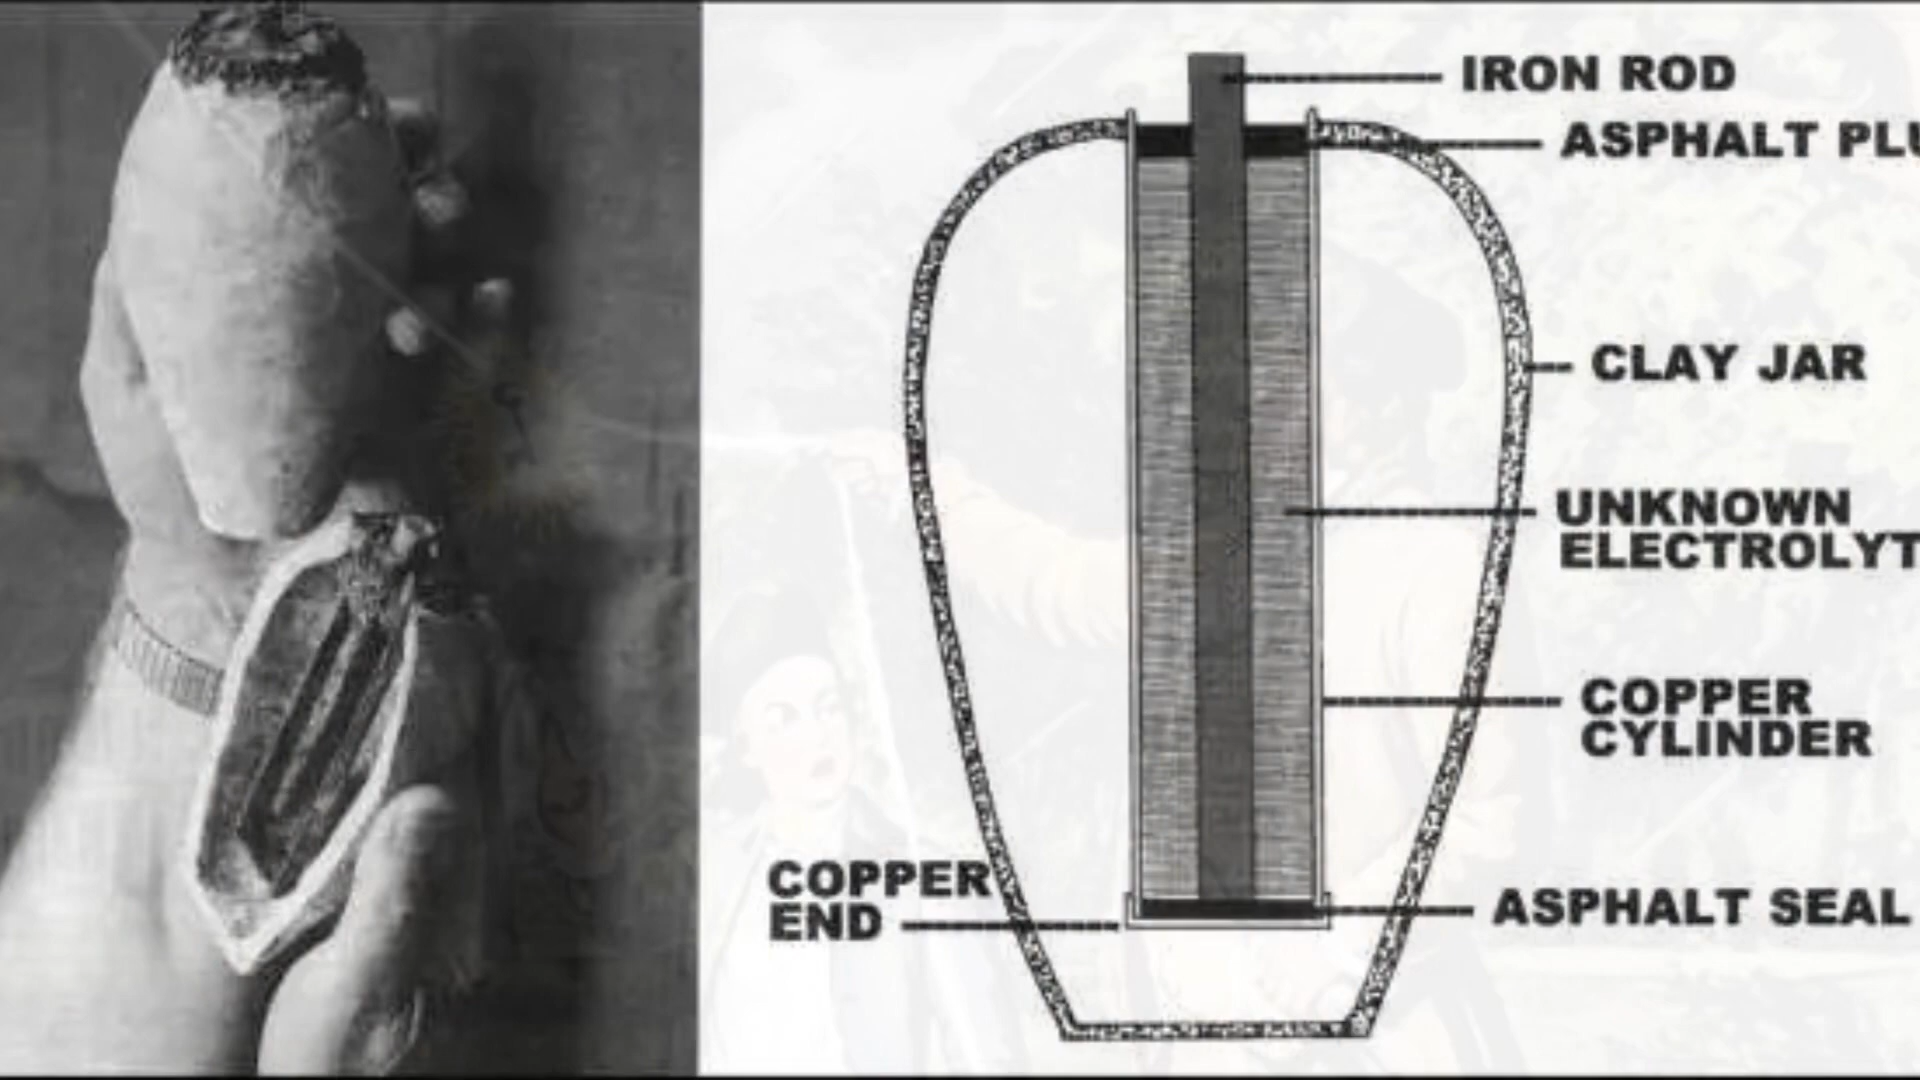 IRON ROD
ASPHALT PLU
CLAY JAR
UNKNOWN
ELECTROLYT
COPPER
CYLINDER
COPPER
END
ASPHALT SEAL